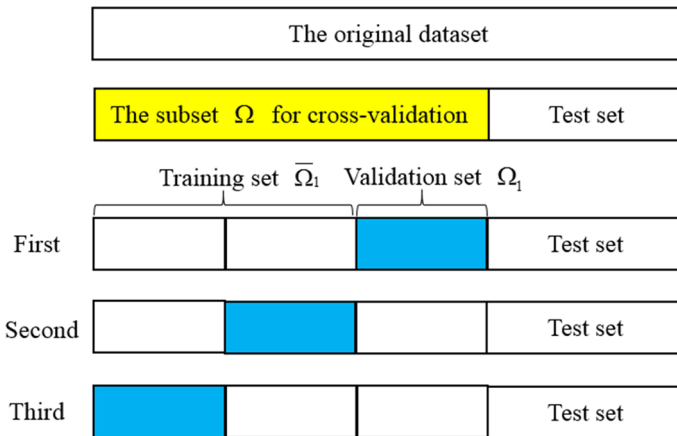 The original dataset
The subset Ω for cross-validation Test set
Training set Ω̅₁ Validation set Ω₁
First Test set
Second Test set
Third Test set